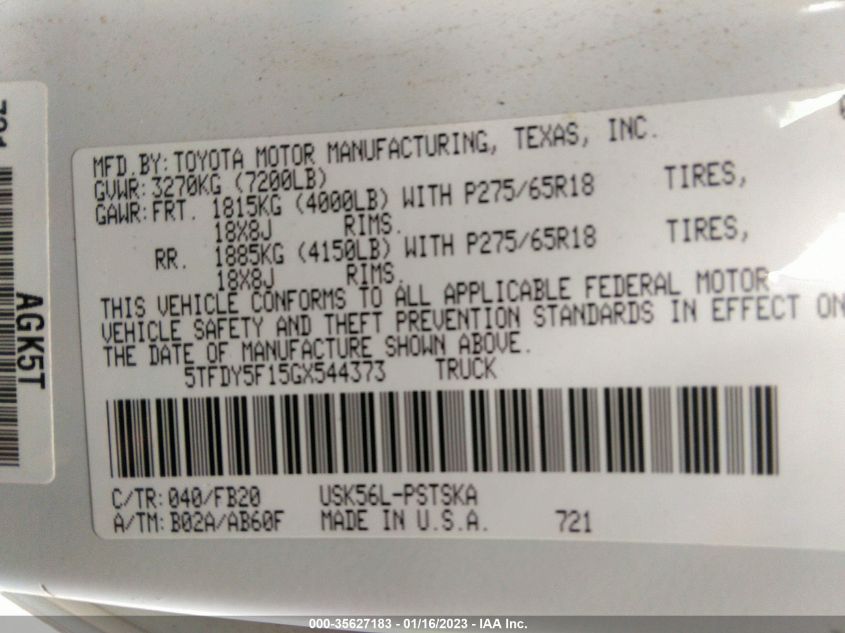 MFD.BY:TOYOTA MOTOR MANUFACTURING, TEXAS, INC.
GVWR:3270KG (7200LB)
GAWR:FRT. 1815KG (4000LB) WITH P275/65R18 TIRES,
18X8J RIMS.
RR. 1885KG (4150LB) WITH P275/65R18 TIRES,
18X8J RIMS.
THIS VEHICLE CONFORMS TO ALL APPLICABLE FEDERAL MOTOR
VEHICLE SAFETY AND THEFT PREVENTION STANDARDS IN EFFECT ON
THE DATE OF MANUFACTURE SHOWN ABOVE.
5TFDY5F15GX544373 TRUCK
C/TR:040/FB20 USK56L-PSTSKA
A/TM:B02A/AB60F MADE IN U.S.A. 721
AGK5T
000-35627183 - 01/16/2023 - IAA Inc.